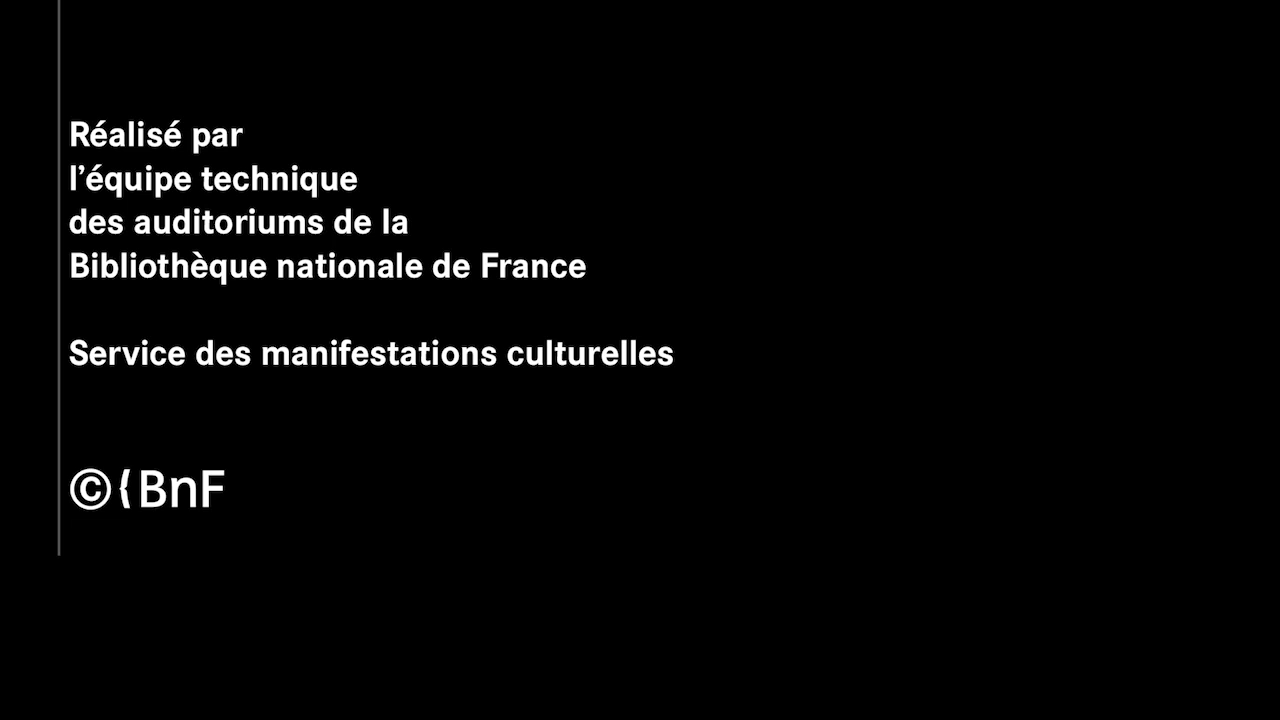 Réalisé par
l’équipe technique
des auditoriums de la
Bibliothèque nationale de France
Service des manifestations culturelles
©{BnF